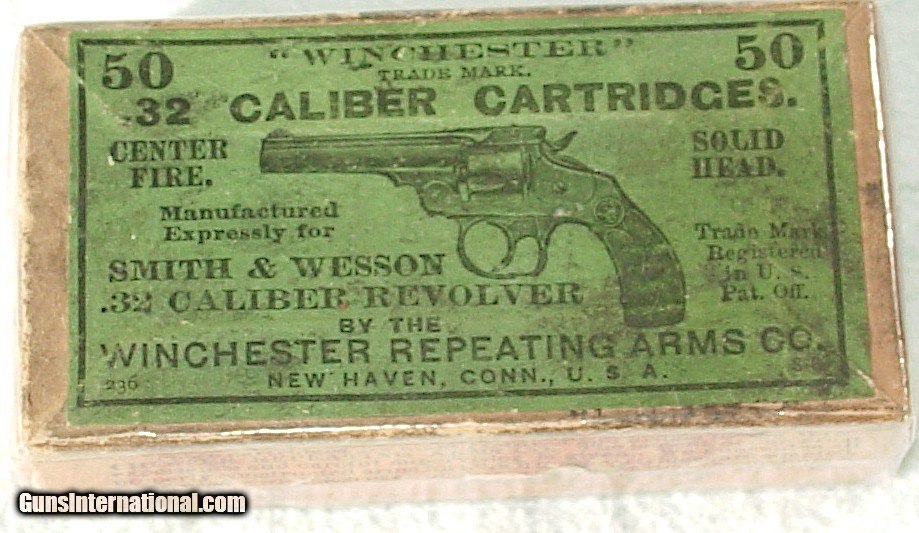 50 "WINCHESTER" 50
TRADE MARK.
.32 CALIBER CARTRIDGES.
CENTER
FIRE.
SOLID
HEAD.
Manufactured
Expressly for
SMITH & WESSON
.32 CALIBER REVOLVER
Trade Mark
Registered
in U. S.
Pat. Off.
BY THE
WINCHESTER REPEATING ARMS CO.
236
NEW HAVEN, CONN., U. S. A.
GunsInternational.com